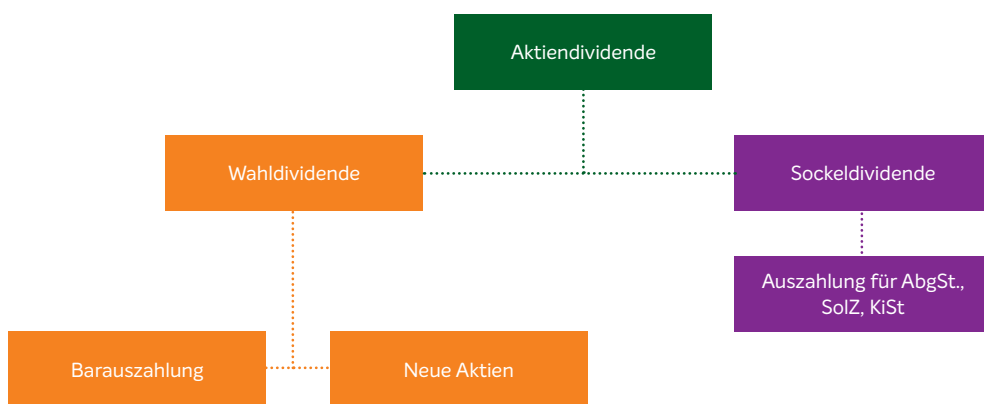 Aktiendividende
Wahldividende
Sockeldividende
Auszahlung für AbgSt.,
SolZ, KiSt
Barauszahlung
Neue Aktien